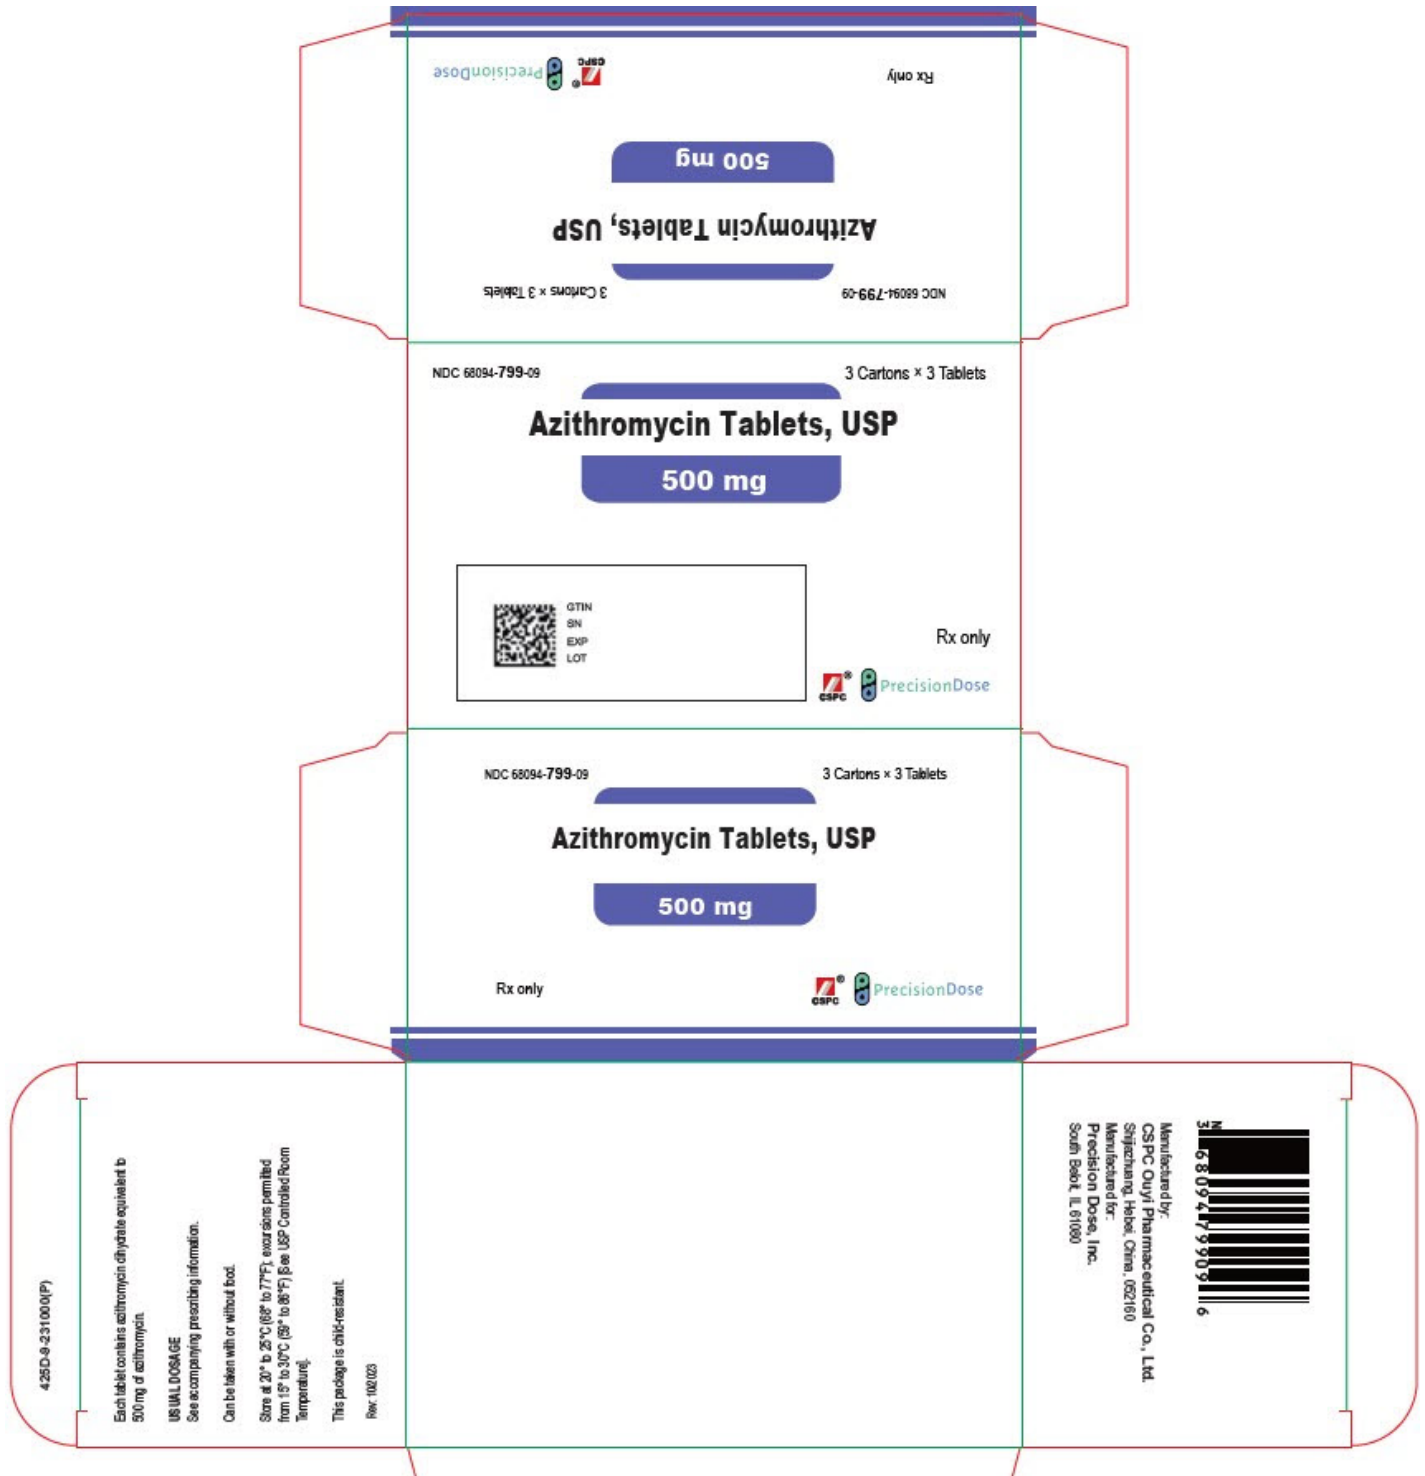 PrecisionDose
CSPC
®
Rx only
500 mg
Azithromycin Tablets, USP
3 Cartons × 3 Tablets
NDC 68094-799-09
NDC 68094-799-09
3 Cartons × 3 Tablets
Azithromycin Tablets, USP
500 mg
GTIN
SN
EXP
LOT
Rx only
CSPC
®
PrecisionDose
NDC 68094-799-09
3 Cartons × 3 Tablets
Azithromycin Tablets, USP
500 mg
Rx only
CSPC
®
PrecisionDose
425D-9-231000(P)
Each tablet contains azithromycin dihydrate equivalent to
500 mg of azithromycin.
USUAL DOSAGE
See accompanying prescribing information.
Can be taken with or without food.
Store at 20° to 25°C (68° to 77°F); excursions permitted
from 15° to 30°C (59° to 86°F) [See USP Controlled Room
Temperature].
This package is child-resistant.
Rev: 10/2023
Manufactured by:
CSPC Ouyi Pharmaceutical Co., Ltd.
Shijiazhuang, Hebei, China, 052160
Manufactured for:
Precision Dose, Inc.
South Beloit, IL 61080
N
3 68094 79909 6